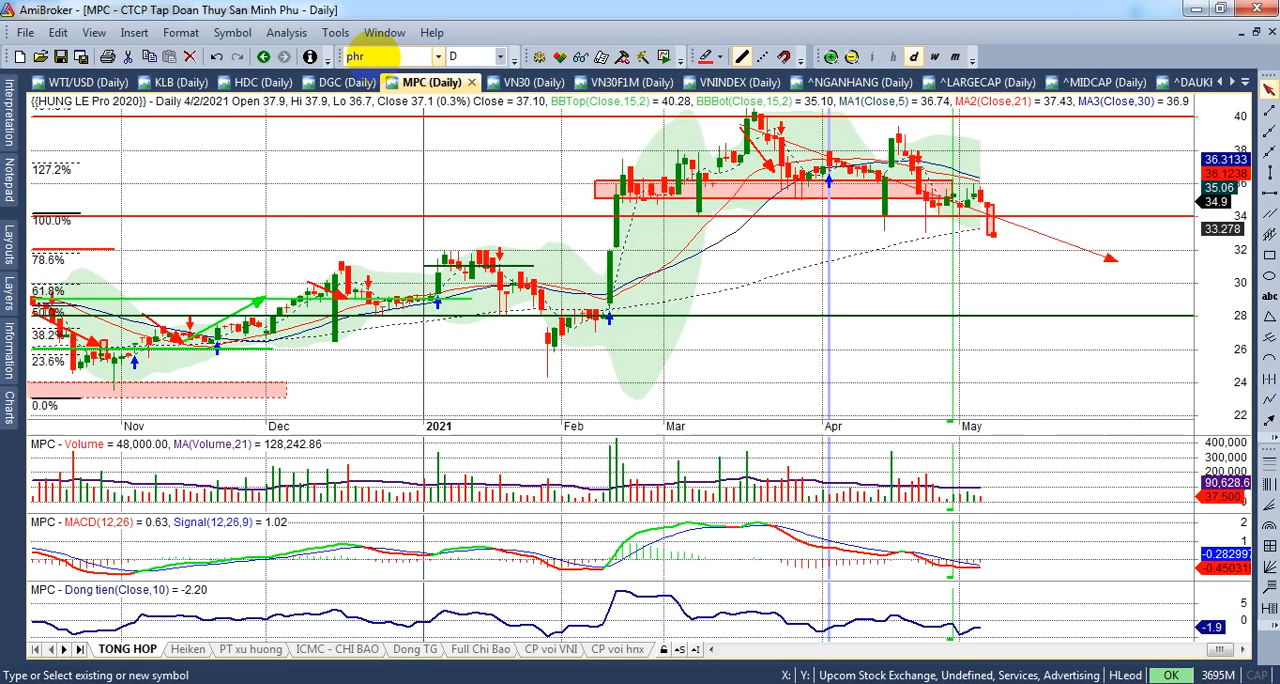 AmiBroker - [MPC - CTCP Tap Doan Thuy San Minh Phu - Daily]
File Edit View Insert Format Symbol Analysis Tools Window Help
phr D h d w m
WTI/USD (Daily) KLB (Daily) HDC (Daily) DGC (Daily) MPC (Daily) VN30 (Daily) VN30F1M (Daily) VNINDEX (Daily) ^NGANHANG (Daily) ^LARGECAP (Daily) ^MIDCAP (Daily) ^DAUKI
{{HUNG LE Pro 2020}} - Daily 4/2/2021 Open 37.9, Hi 37.9, Lo 36.7, Close 37.1 (0.3%) Close = 37.10, BBTop(Close,15,2) = 40.28, BBBot(Close,15,2) = 35.10, MA1(Close,5) = 36.74, MA2(Close,21) = 37.43, MA3(Close,30) = 36.9
Interpretation
Notepad
Layouts
Layers
Information
Charts
abc
127.2%
100.0%
78.6%
61.8%
50.0%
38.2%
23.6%
0.0%
40
38
36.3133
36.1238
36
35.06
34.9
34
33.278
32
30
28
26
24
22
Nov Dec 2021 Feb Mar Apr May
MPC - Volume = 48,000.00, MA(Volume,21) = 128,242.86
400,000
300,000
200,000
90,628.6
37,500
0
MPC - MACD(12,26) = 0.63, Signal(12,26,9) = 1.02
2
1
-0.282997
-0.450319
MPC - Dong tien(Close,10) = -2.20
5
0
-1.9
TONG HOP Heiken PT xu huong ICMC - CHI BAO Dong TG Full Chi Bao CP voi VNI CP voi hnx
Type or Select existing or new symbol X: Y: Upcom Stock Exchange, Undefined, Services, Advertising HLeod OK 3695M CAP